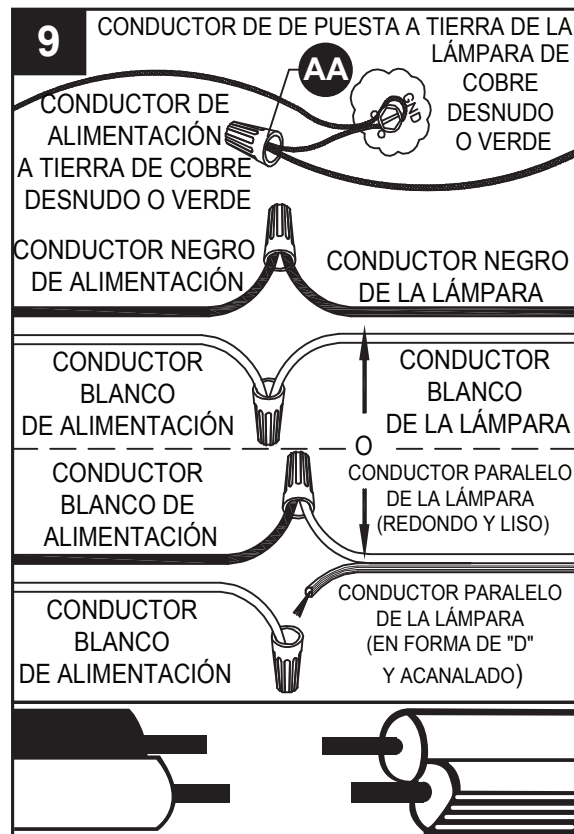 9
CONDUCTOR DE DE PUESTA A TIERRA DE LA
LÁMPARA DE
COBRE
DESNUDO
O VERDE
AA
GND
CONDUCTOR DE
ALIMENTACIÓN
A TIERRA DE COBRE
DESNUDO O VERDE
CONDUCTOR NEGRO
DE ALIMENTACIÓN
CONDUCTOR NEGRO
DE LA LÁMPARA
CONDUCTOR
BLANCO
DE ALIMENTACIÓN
CONDUCTOR
BLANCO
DE LA LÁMPARA
O
CONDUCTOR
BLANCO DE
ALIMENTACIÓN
CONDUCTOR PARALELO
DE LA LÁMPARA
(REDONDO Y LISO)
CONDUCTOR
BLANCO
DE ALIMENTACIÓN
CONDUCTOR PARALELO
DE LA LÁMPARA
(EN FORMA DE "D"
Y ACANALADO)